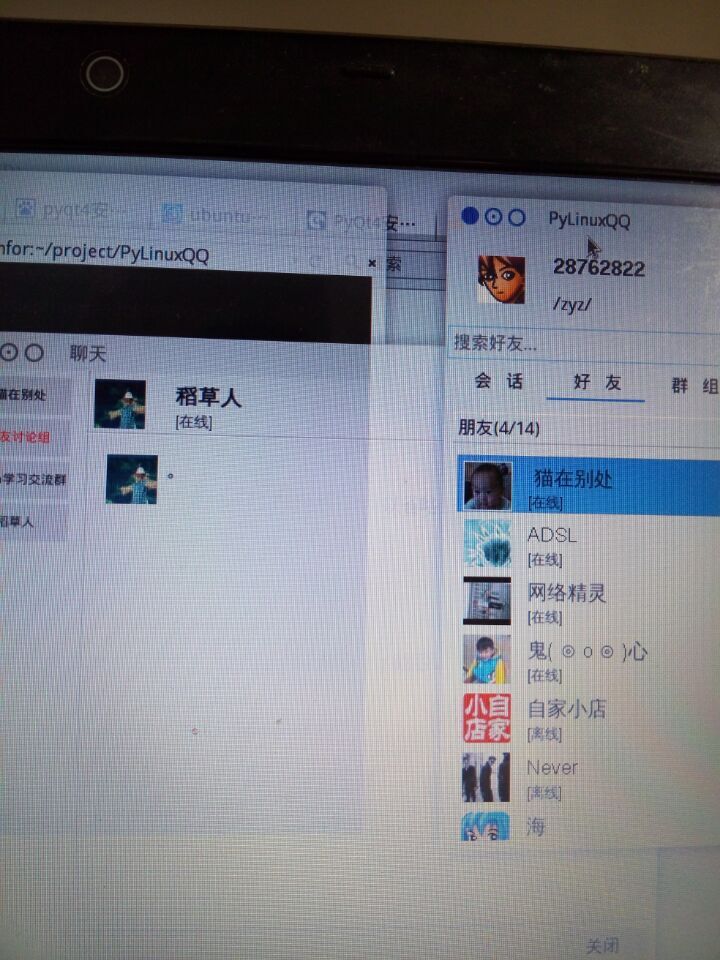 pyqt4安…
ubuntu…
PyQt4安…
nfor:~/project/PyLinuxQQ
索
聊天
猫在别处
友讨论组
学习交流群
稻草人
稻草人
[在线]
。
PyLinuxQQ
28762822
/zyz/
搜索好友...
会 话
好 友
群 组
朋友(4/14)
猫在别处
[在线]
ADSL
[在线]
网络精灵
[在线]
鬼( ⊙ o ⊙ )心
[在线]
小自
店家
自家小店
[离线]
Never
[离线]
海
关闭